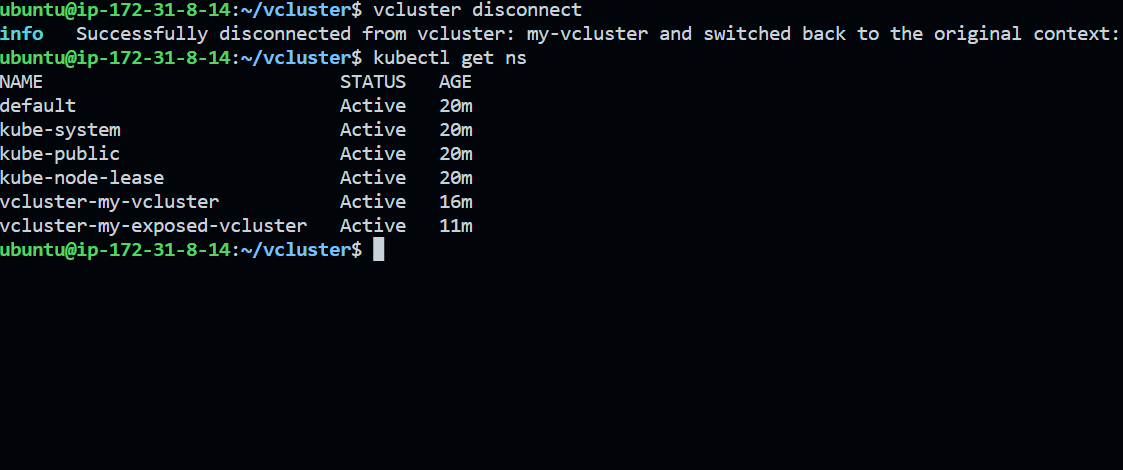 ubuntu@ip-172-31-8-14:~/vcluster$ vcluster disconnect
info   Successfully disconnected from vcluster: my-vcluster and switched back to the original context:
ubuntu@ip-172-31-8-14:~/vcluster$ kubectl get ns
NAME                          STATUS   AGE
default                       Active   20m
kube-system                   Active   20m
kube-public                   Active   20m
kube-node-lease               Active   20m
vcluster-my-vcluster          Active   16m
vcluster-my-exposed-vcluster  Active   11m
ubuntu@ip-172-31-8-14:~/vcluster$